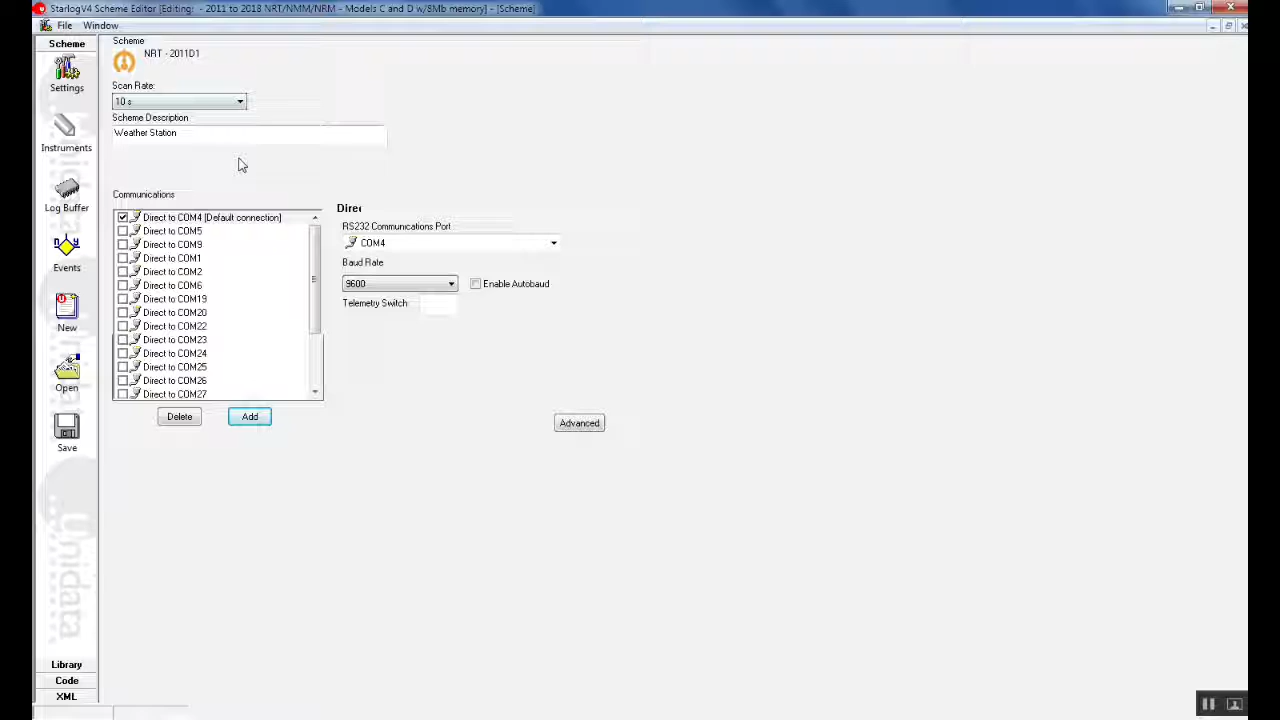 StarlogV4 Scheme Editor [Editing: - 2011 to 2018 NRT/NMM/NRM - Models C and D w/8Mb memory] - [Scheme]
File Window
Scheme
Settings
Instruments
Log Buffer
Events
New
Open
Save
Library
Code
XML
Unidata
Unidata
Scheme
NRT - 2011D1
Scan Rate:
10 s
Scheme Description
Weather Station
Communications
Direct to COM4 [Default connection]
Direct to COM5
Direct to COM9
Direct to COM1
Direct to COM2
Direct to COM6
Direct to COM19
Direct to COM20
Direct to COM22
Direct to COM23
Direct to COM24
Direct to COM25
Direct to COM26
Direct to COM27
Delete Add
Direc
RS232 Communications Port
COM4
Baud Rate
9600 Enable Autobaud
Telemetry Switch
Advanced